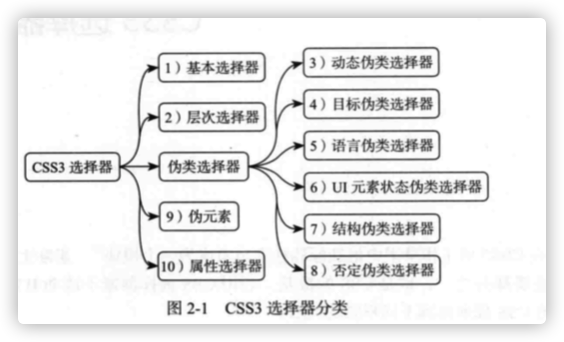 1）基本选择器
2）层次选择器
CSS3 选择器
伪类选择器
9）伪元素
10）属性选择器
3）动态伪类选择器
4）目标伪类选择器
5）语言伪类选择器
6）UI 元素状态伪类选择器
7）结构伪类选择器
8）否定伪类选择器
图 2-1 CSS3 选择器分类